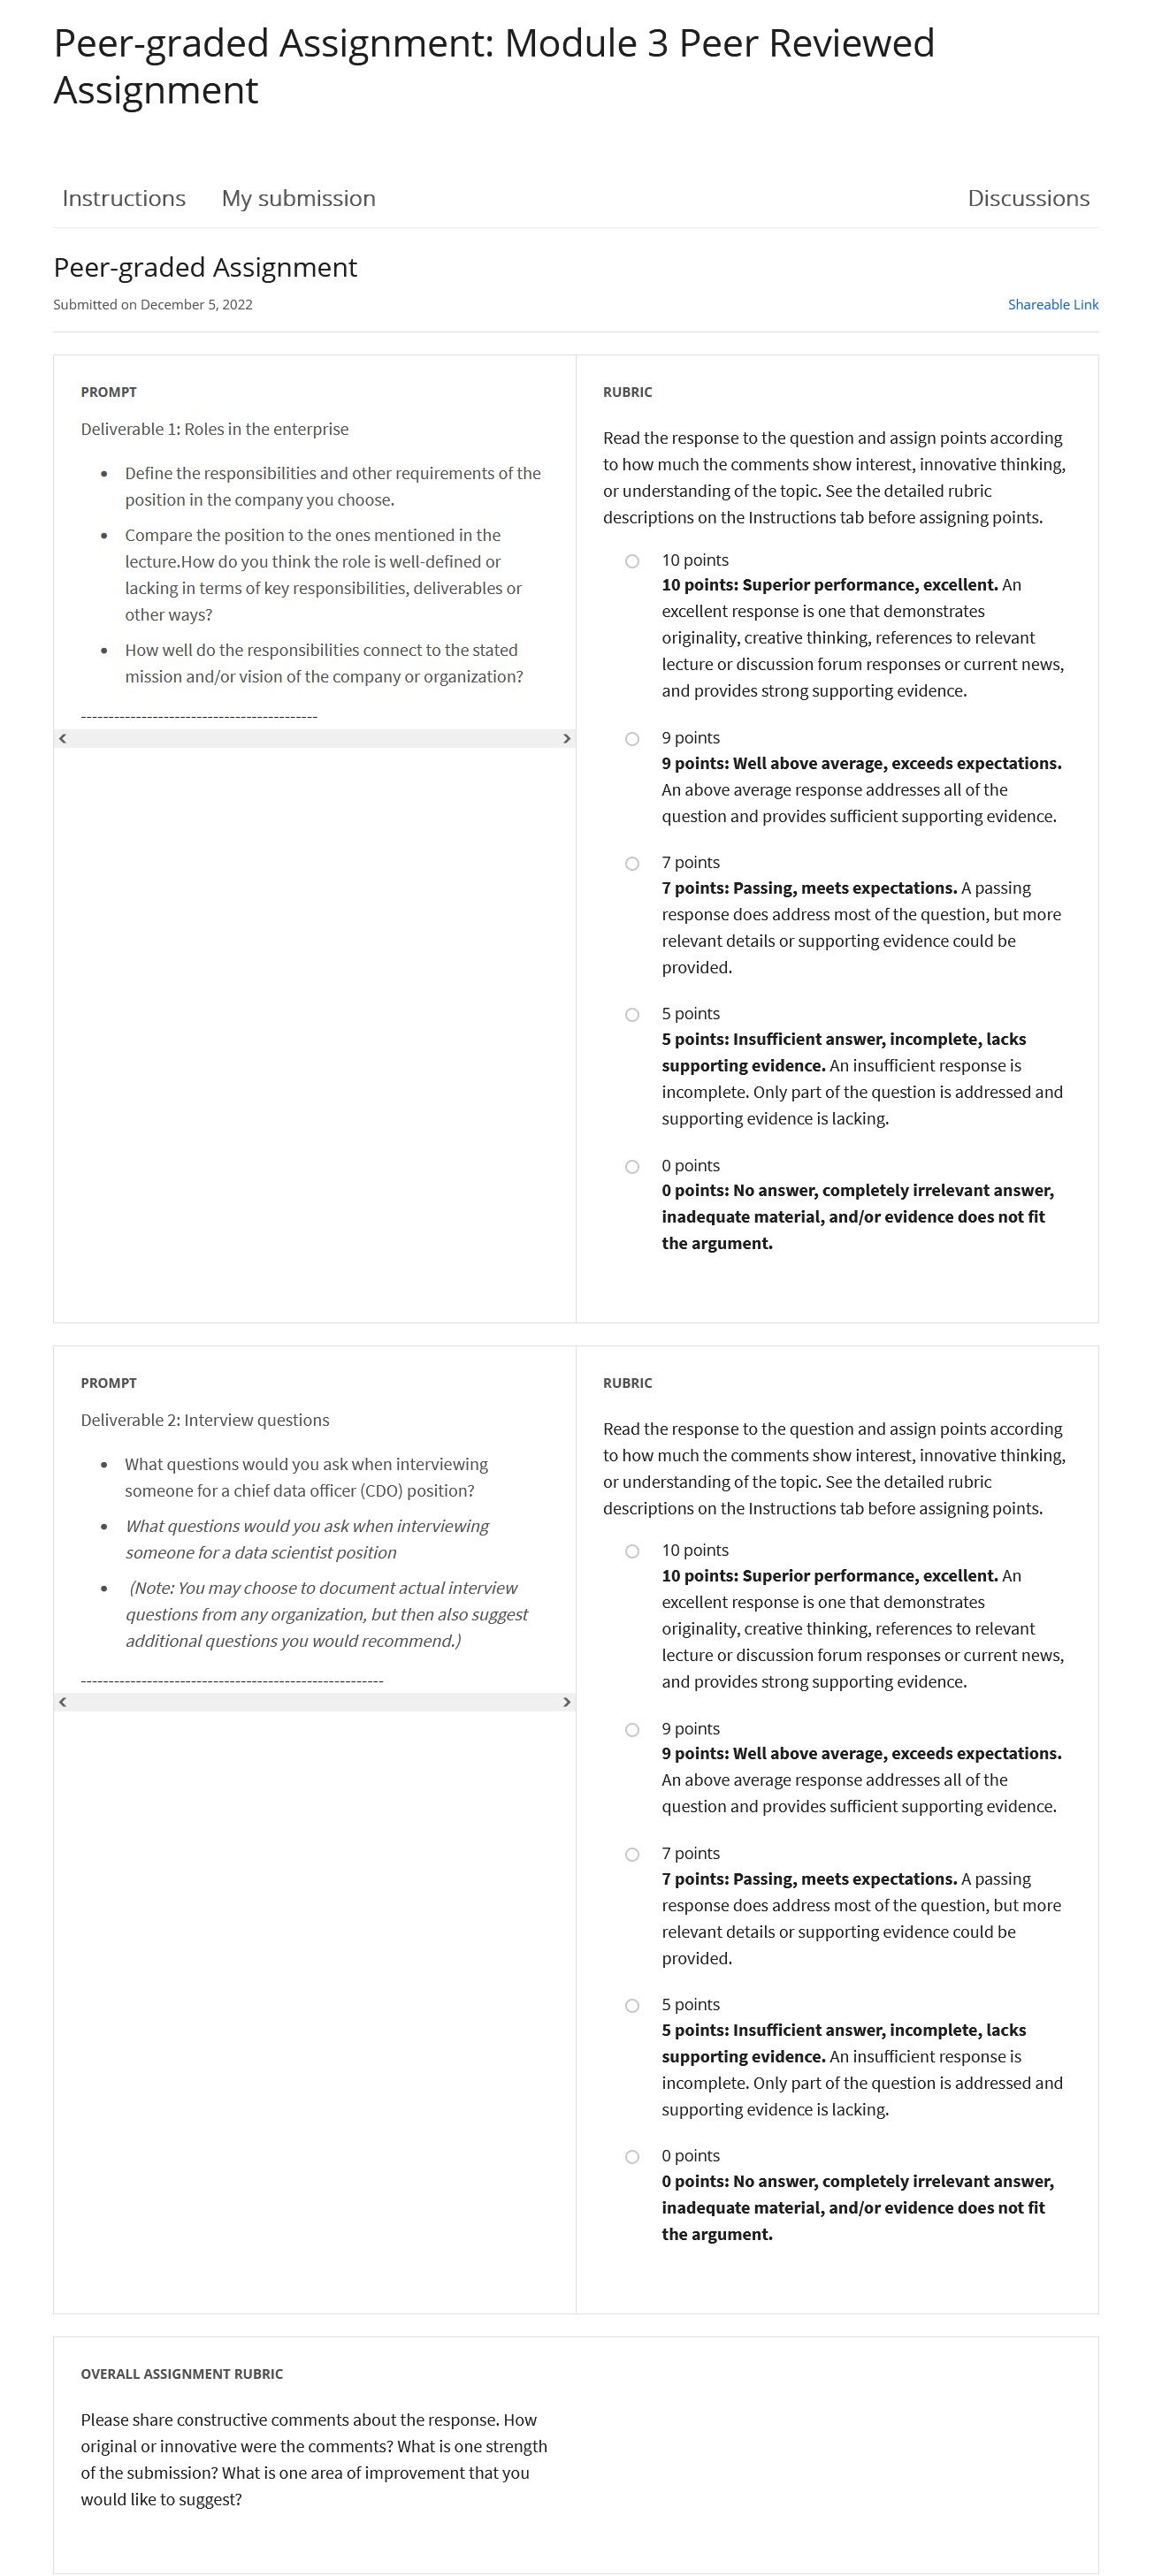 Peer-graded Assignment: Module 3 Peer Reviewed
Assignment
Instructions
My submission
Discussions
Peer-graded Assignment
Submitted on December 5, 2022
Shareable Link
PROMPT
Deliverable 1: Roles in the enterprise
• Define the responsibilities and other requirements of the
position in the company you choose.
• Compare the position to the ones mentioned in the
lecture.How do you think the role is well-defined or
lacking in terms of key responsibilities, deliverables or
other ways?
• How well do the responsibilities connect to the stated
mission and/or vision of the company or organization?
-------------------------------------------
RUBRIC
Read the response to the question and assign points according
to how much the comments show interest, innovative thinking,
or understanding of the topic. See the detailed rubric
descriptions on the Instructions tab before assigning points.
10 points
10 points: Superior performance, excellent. An
excellent response is one that demonstrates
originality, creative thinking, references to relevant
lecture or discussion forum responses or current news,
and provides strong supporting evidence.
9 points
9 points: Well above average, exceeds expectations.
An above average response addresses all of the
question and provides sufficient supporting evidence.
7 points
7 points: Passing, meets expectations. A passing
response does address most of the question, but more
relevant details or supporting evidence could be
provided.
5 points
5 points: Insufficient answer, incomplete, lacks
supporting evidence. An insufficient response is
incomplete. Only part of the question is addressed and
supporting evidence is lacking.
0 points
0 points: No answer, completely irrelevant answer,
inadequate material, and/or evidence does not fit
the argument.
PROMPT
Deliverable 2: Interview questions
• What questions would you ask when interviewing
someone for a chief data officer (CDO) position?
• What questions would you ask when interviewing
someone for a data scientist position
• (Note: You may choose to document actual interview
questions from any organization, but then also suggest
additional questions you would recommend.)
-------------------------------------------------------
RUBRIC
Read the response to the question and assign points according
to how much the comments show interest, innovative thinking,
or understanding of the topic. See the detailed rubric
descriptions on the Instructions tab before assigning points.
10 points
10 points: Superior performance, excellent. An
excellent response is one that demonstrates
originality, creative thinking, references to relevant
lecture or discussion forum responses or current news,
and provides strong supporting evidence.
9 points
9 points: Well above average, exceeds expectations.
An above average response addresses all of the
question and provides sufficient supporting evidence.
7 points
7 points: Passing, meets expectations. A passing
response does address most of the question, but more
relevant details or supporting evidence could be
provided.
5 points
5 points: Insufficient answer, incomplete, lacks
supporting evidence. An insufficient response is
incomplete. Only part of the question is addressed and
supporting evidence is lacking.
0 points
0 points: No answer, completely irrelevant answer,
inadequate material, and/or evidence does not fit
the argument.
OVERALL ASSIGNMENT RUBRIC
Please share constructive comments about the response. How
original or innovative were the comments? What is one strength
of the submission? What is one area of improvement that you
would like to suggest?